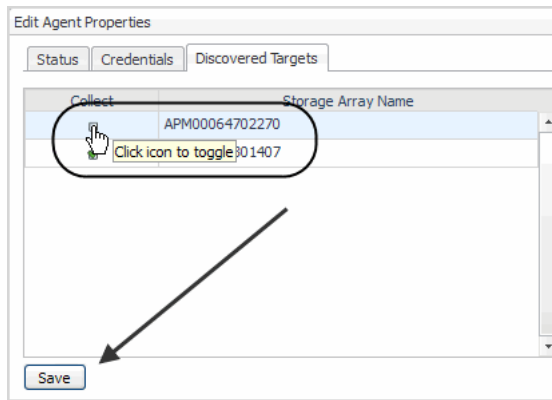 Edit Agent Properties
Status Credentials Discovered Targets
Collect Storage Array Name
APM00064702270
Click icon to toggle 301407
Save